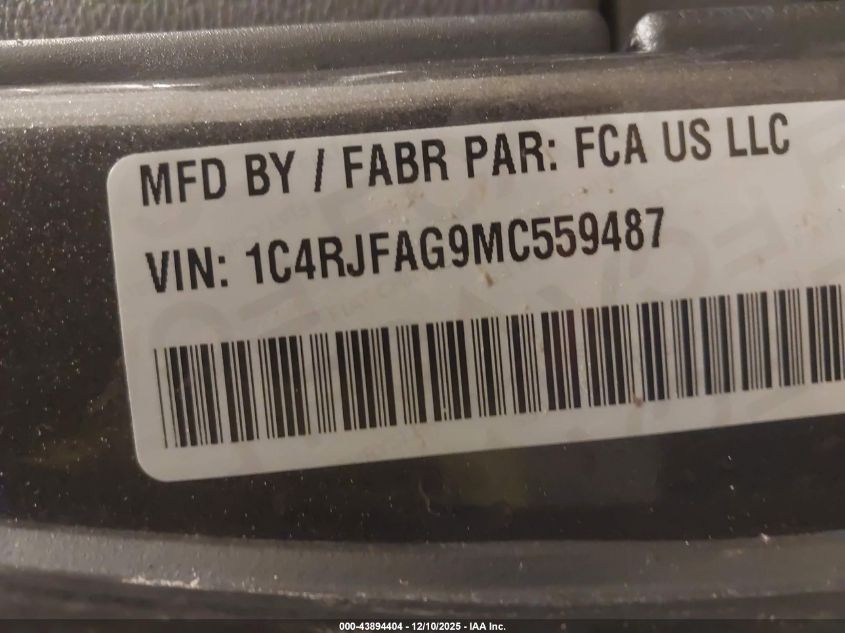 MFD BY / FABR PAR: FCA US LLC
VIN: 1C4RJFAG9MC559487
000-43894404 - 12/10/2025 - IAA Inc.